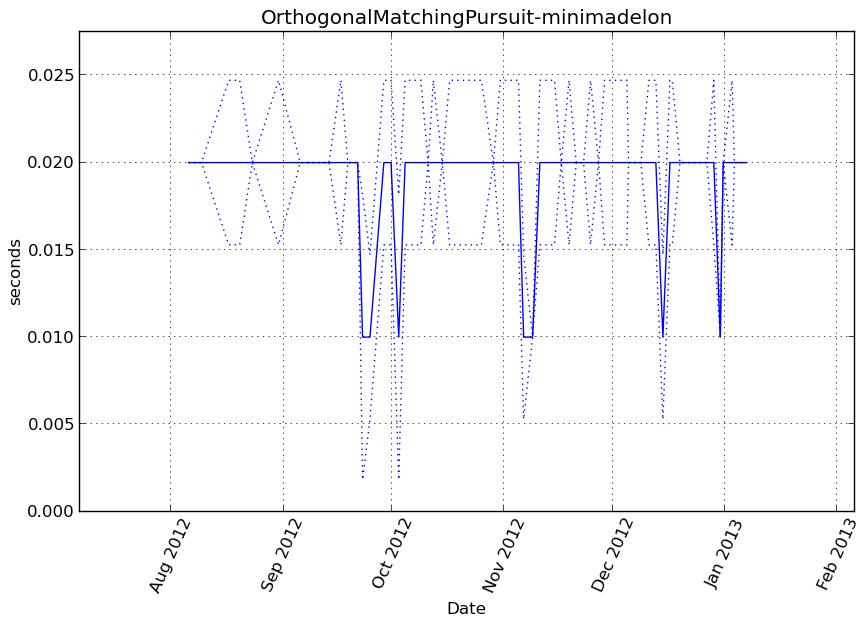 OrthogonalMatchingPursuit-minimadelon
0.025
0.020
0.015
0.010
0.005
0.000
seconds
Aug 2012
Sep 2012
Oct 2012
Nov 2012
Dec 2012
Jan 2013
Feb 2013
Date